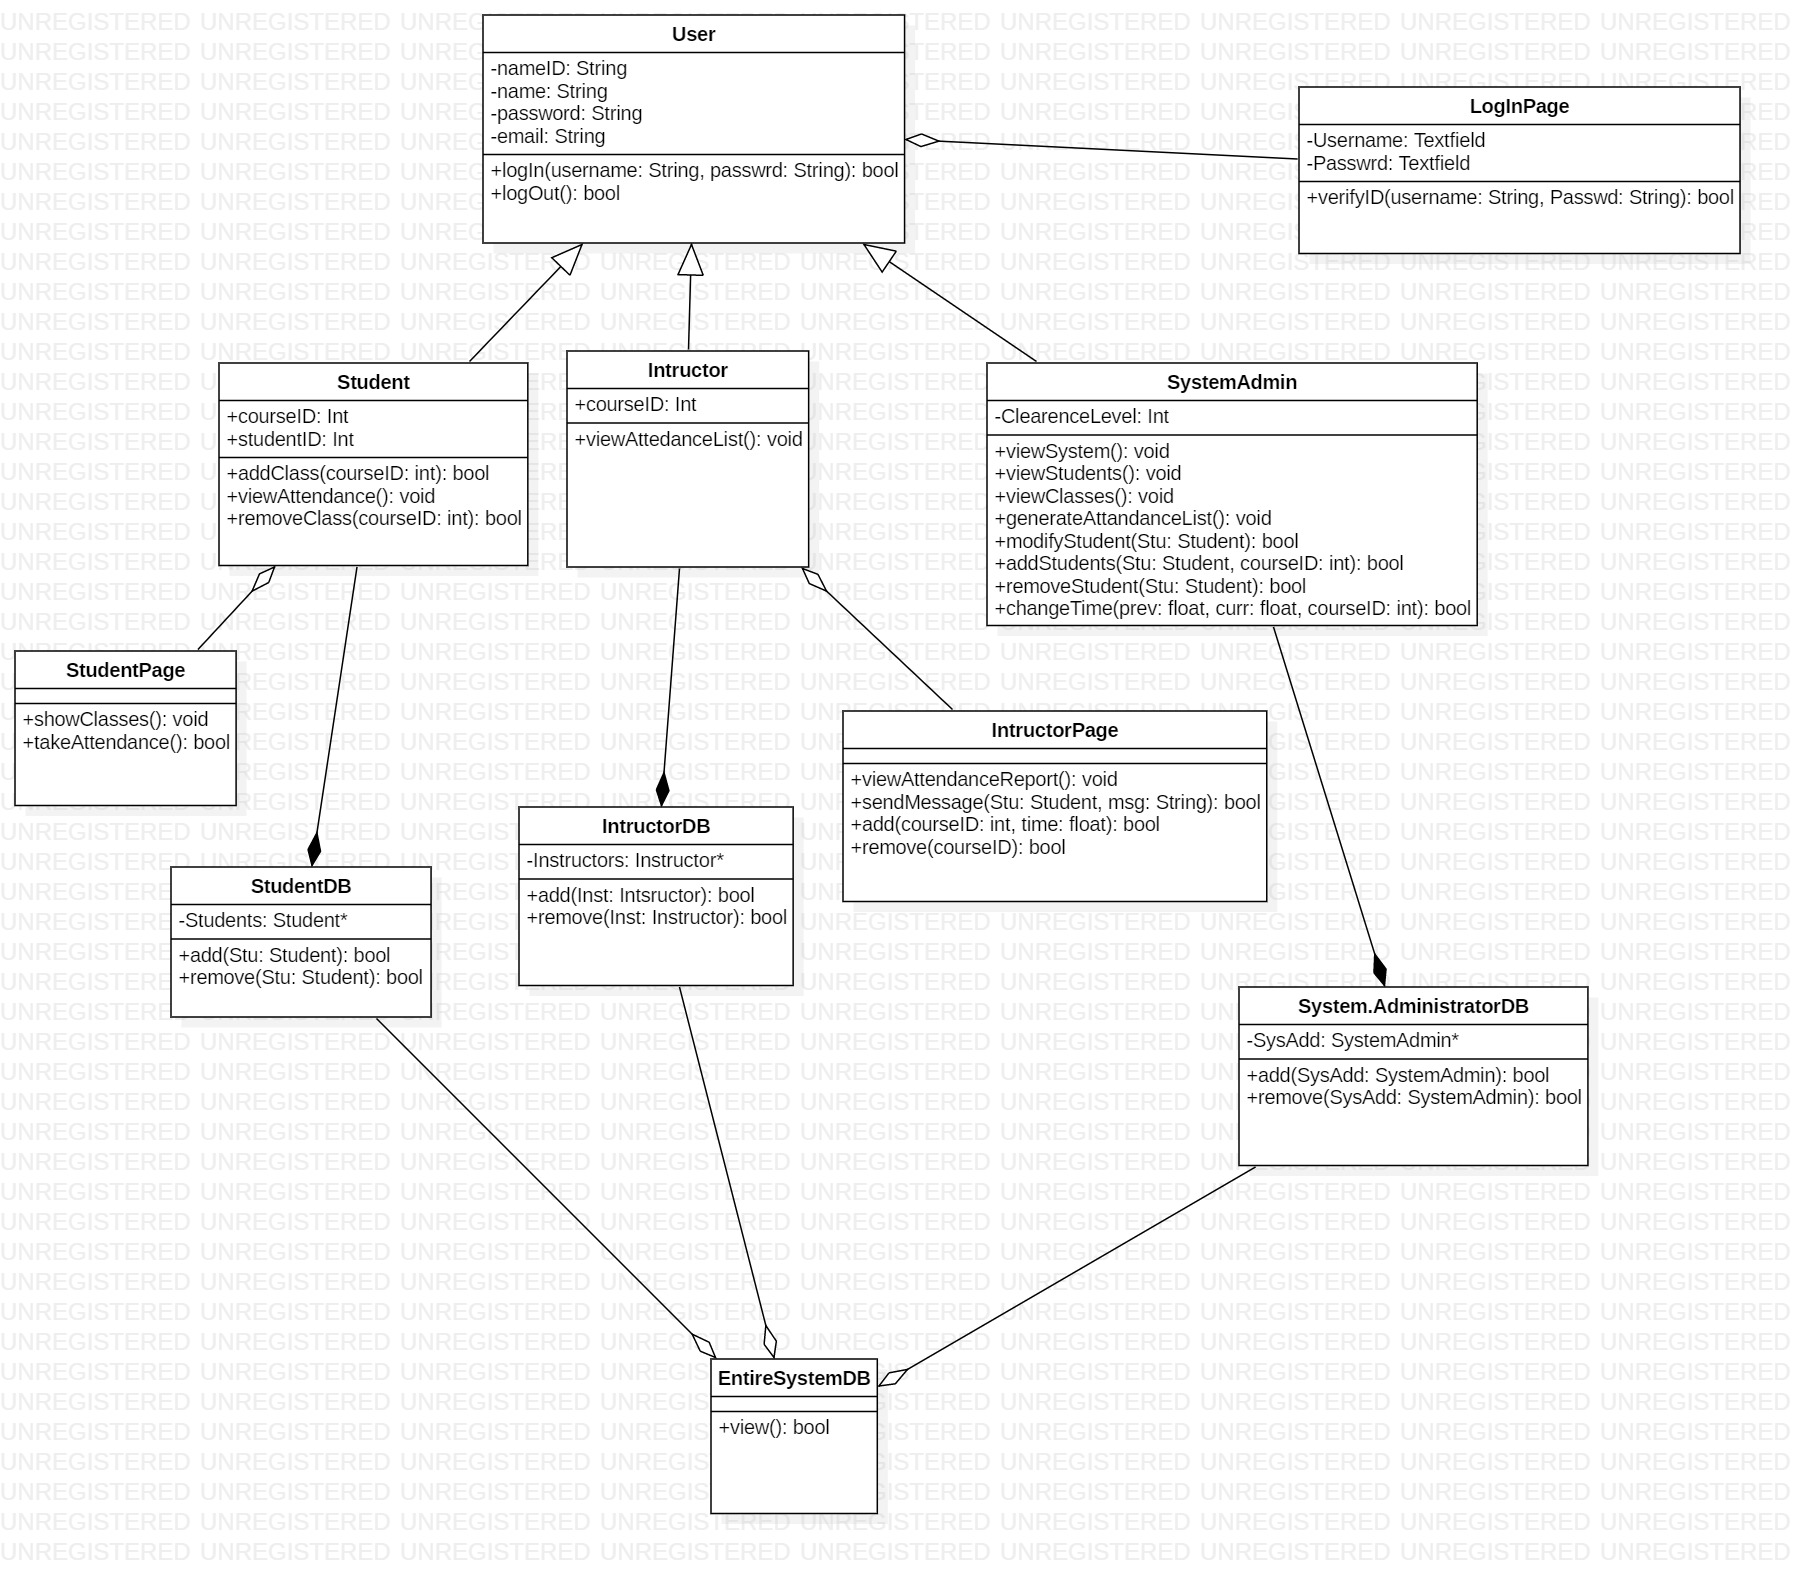 User
-nameID: String
-name: String
-password: String
-email: String
+logIn(username: String, passwrd: String): bool
+logOut(): bool
LogInPage
-Username: Textfield
-Passwrd: Textfield
+verifyID(username: String, Passwd: String): bool
Student
+courseID: Int
+studentID: Int
+addClass(courseID: int): bool
+viewAttendance(): void
+removeClass(courseID: int): bool
Intructor
+courseID: Int
+viewAttedanceList(): void
SystemAdmin
-ClearenceLevel: Int
+viewSystem(): void
+viewStudents(): void
+viewClasses(): void
+generateAttandanceList(): void
+modifyStudent(Stu: Student): bool
+addStudents(Stu: Student, courseID: int): bool
+removeStudent(Stu: Student): bool
+changeTime(prev: float, curr: float, courseID: int): bool
StudentPage
+showClasses(): void
+takeAttendance(): bool
IntructorPage
+viewAttendanceReport(): void
+sendMessage(Stu: Student, msg: String): bool
+add(courseID: int, time: float): bool
+remove(courseID): bool
IntructorDB
-Instructors: Instructor*
+add(Inst: Intsructor): bool
+remove(Inst: Instructor): bool
StudentDB
-Students: Student*
+add(Stu: Student): bool
+remove(Stu: Student): bool
System.AdministratorDB
-SysAdd: SystemAdmin*
+add(SysAdd: SystemAdmin): bool
+remove(SysAdd: SystemAdmin): bool
EntireSystemDB
+view(): bool
UNREGISTERED